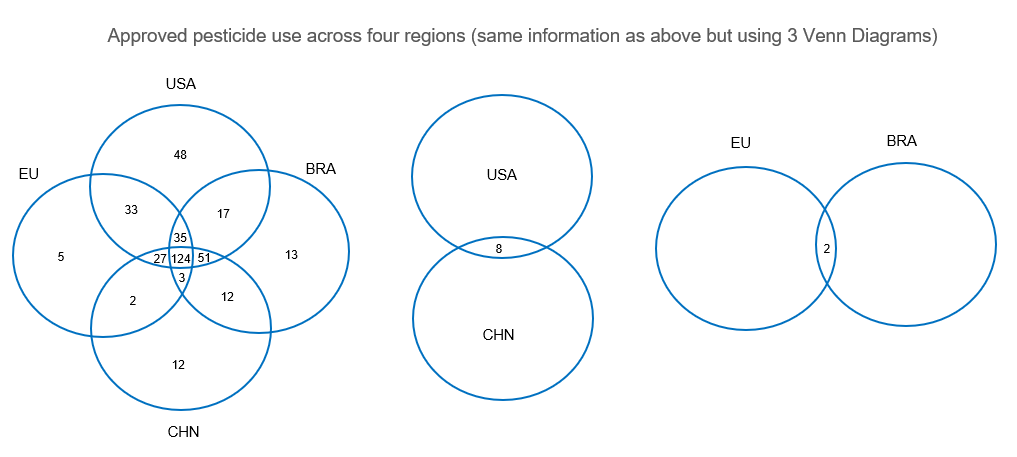 Approved pesticide use across four regions (same information as above but using 3 Venn Diagrams)
USA
48
EU
BRA
33
17
35
5
27 124 51
13
3
2
12
12
CHN
USA
8
CHN
EU
BRA
2